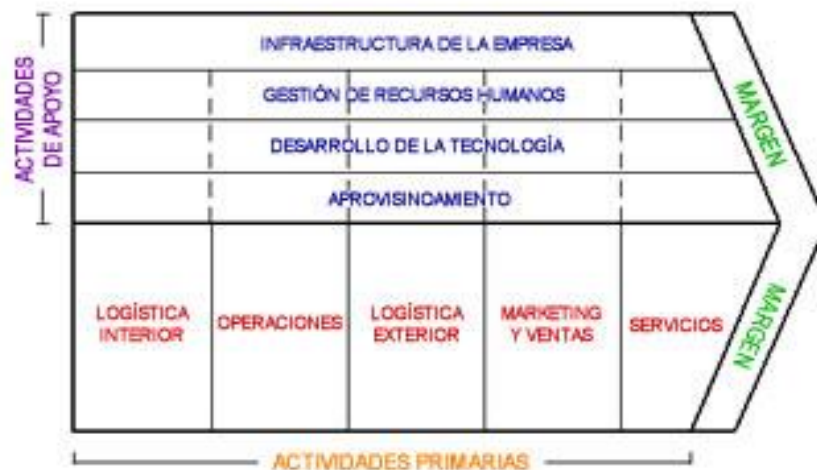 ACTIVIDADES
DE APOYO
INFRAESTRUCTURA DE LA EMPRESA
GESTIÓN DE RECURSOS HUMANOS
DESARROLLO DE LA TECNOLOGÍA
APROVISINOAMIENTO
MARGEN
LOGÍSTICA
INTERIOR
OPERACIONES
LOGÍSTICA
EXTERIOR
MARKETING
Y VENTAS
SERVICIOS
MARGEN
ACTIVIDADES PRIMARIAS